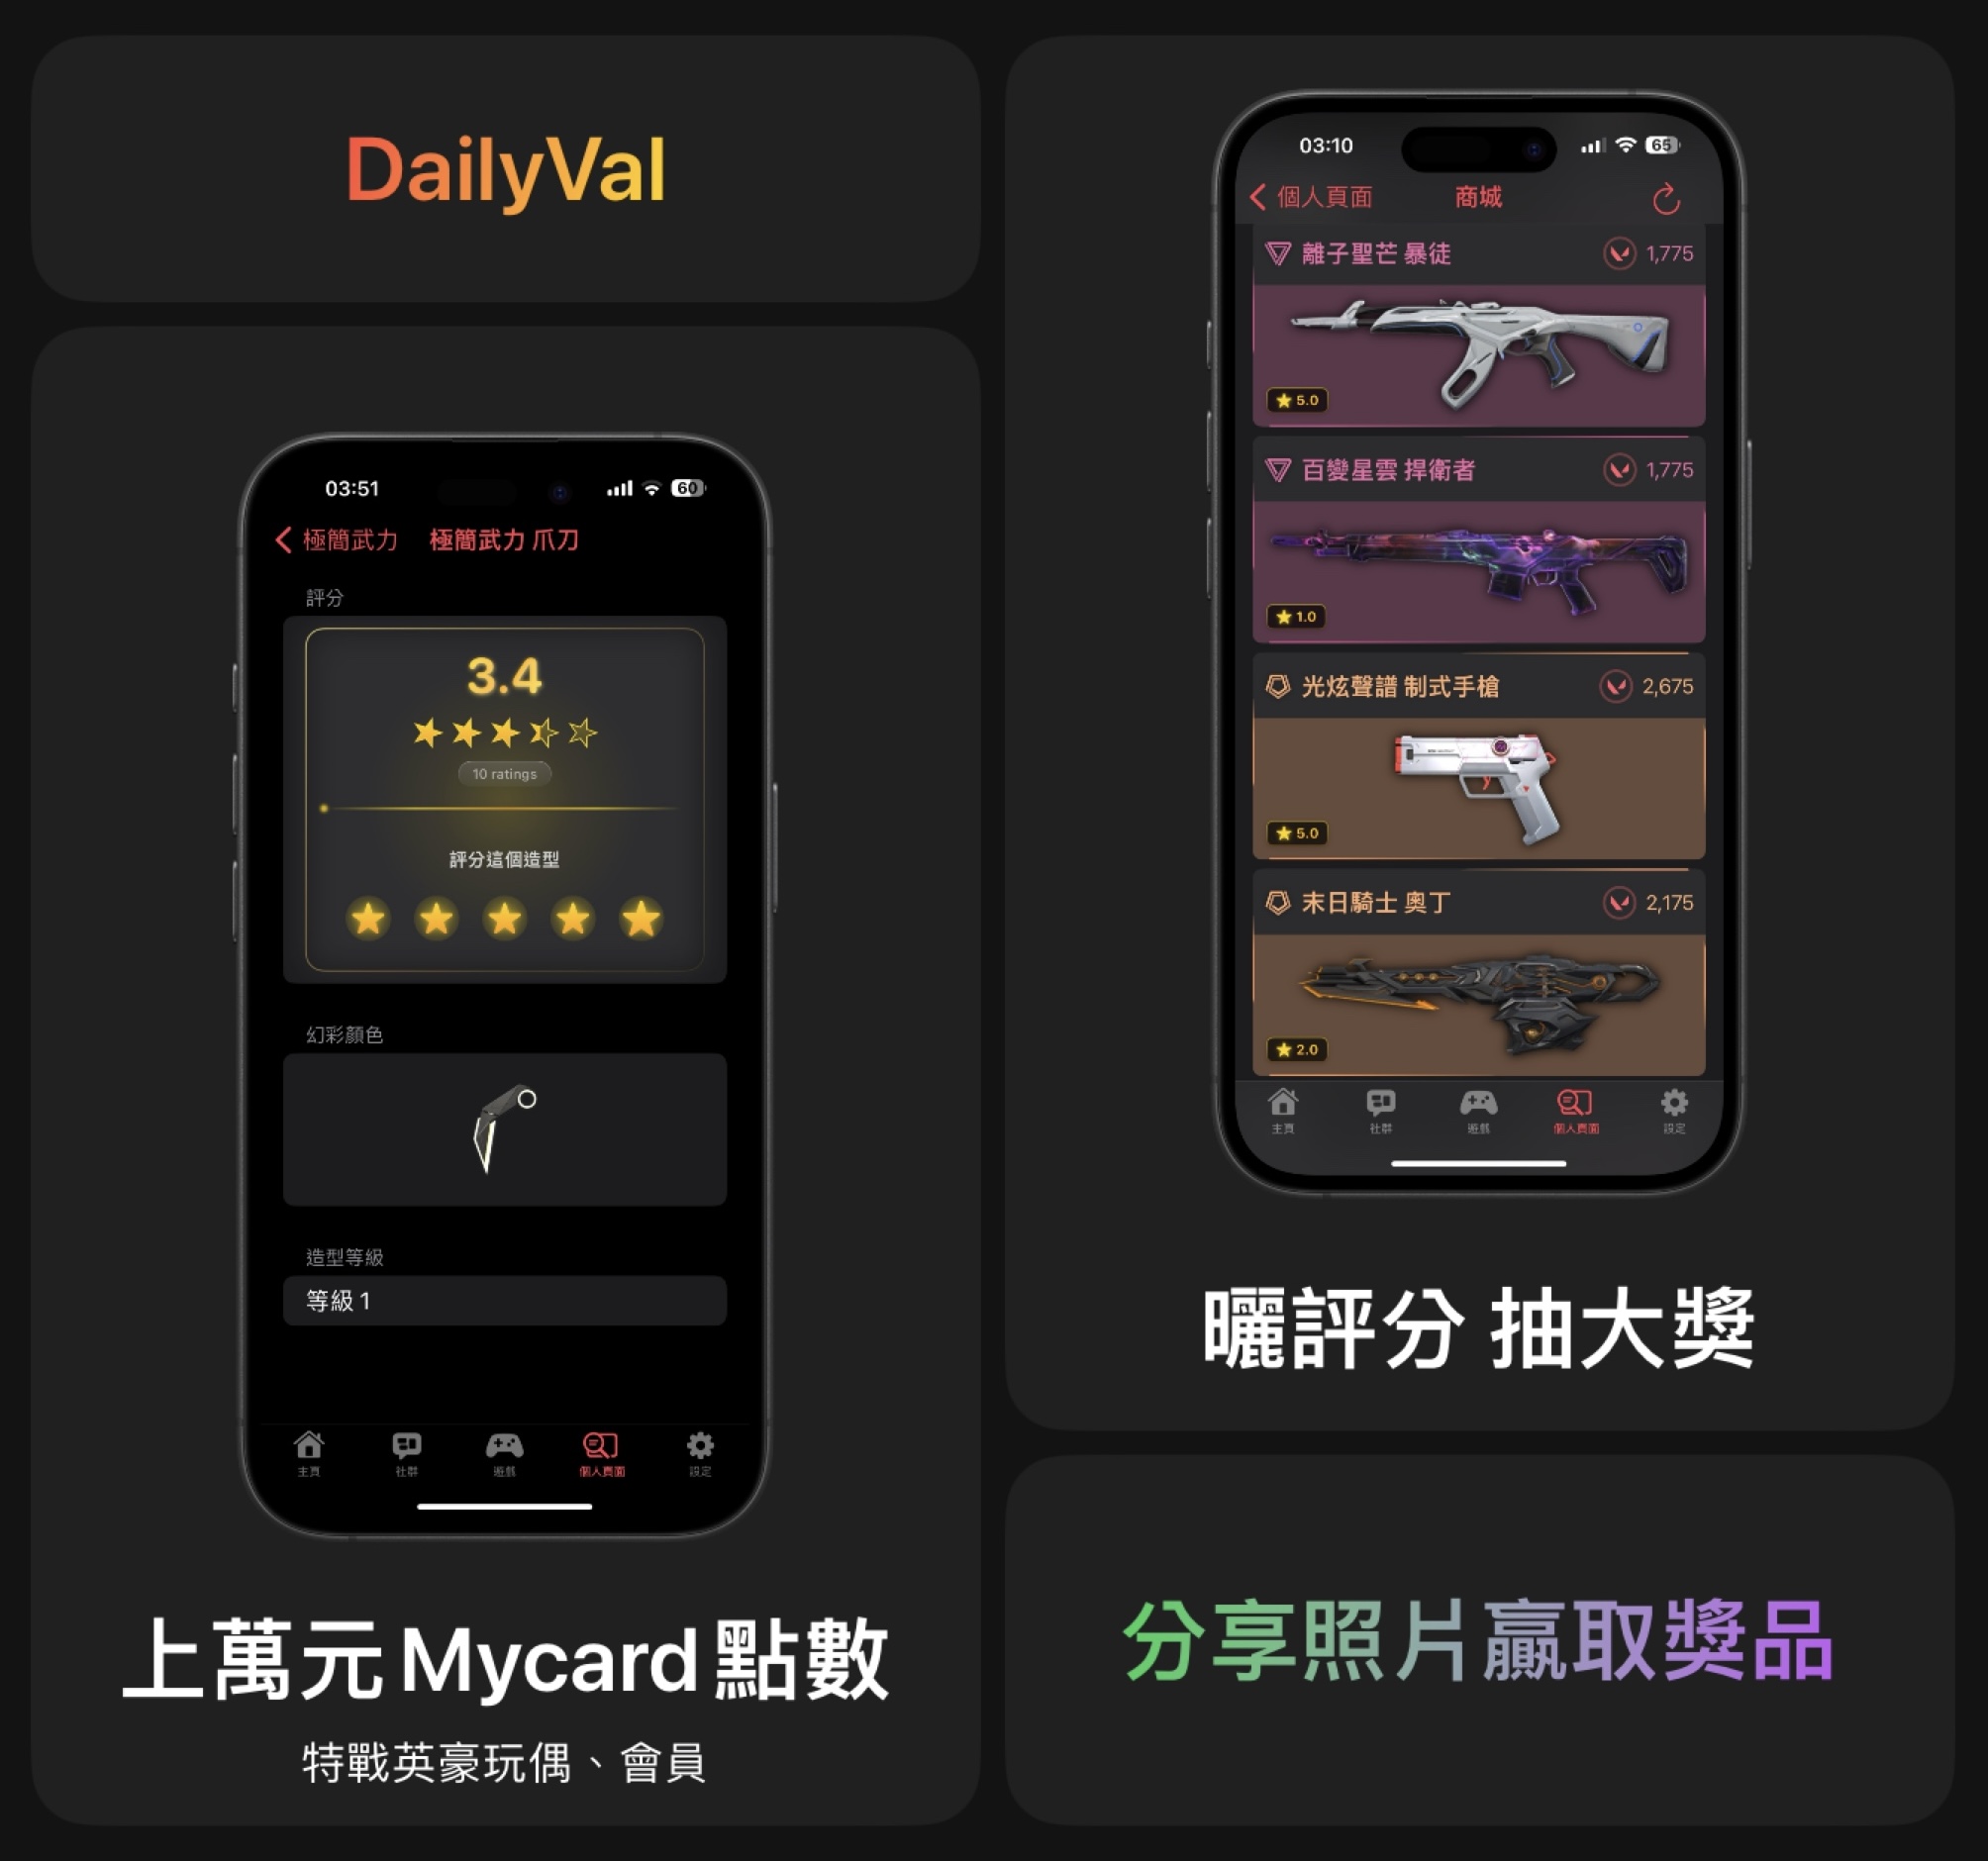 DailyVal
03:51
60
極簡武力
極簡武力 爪刀
評分
3.4
10 ratings
評分這個造型
幻彩顏色
造型等級
等級 1
主頁
社群
遊戲
個人頁面
設定
上萬元 Mycard 點數
特戰英豪玩偶、會員
03:10
65
個人頁面
商城
離子聖芒 暴徒
1,775
5.0
百變星雲 捍衛者
1,775
1.0
光炫聲譜 制式手槍
2,675
5.0
末日騎士 奧丁
2,175
2.0
主頁
社群
遊戲
個人頁面
設定
曬評分 抽大獎
分享照片贏取獎品